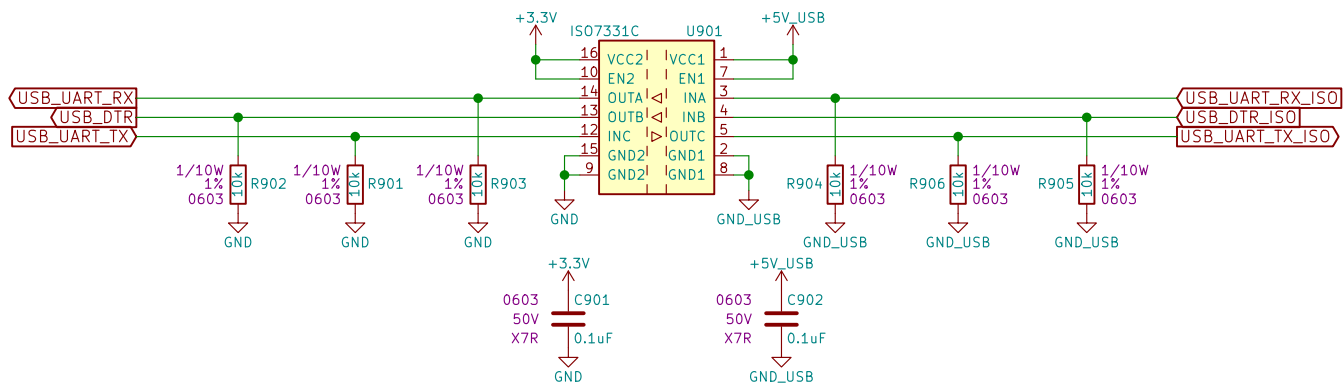 +3.3V
+5V_USB
ISO7331C
U901
16 VCC2 VCC1 1
10 EN2 EN1 7
USB_UART_RX 14 OUTA INA 3 USB_UART_RX_ISO
USB_DTR 13 OUTB INB 4 USB_DTR_ISO
USB_UART_TX 12 INC OUTC 5 USB_UART_TX_ISO
15 GND2 GND1 2
9 GND2 GND1 8
1/10W
1%
0603
10k
R902
GND
1/10W
1%
0603
10k
R901
GND
1/10W
1%
0603
10k
R903
GND
GND
GND_USB
R904
10k
1/10W
1%
0603
GND_USB
R906
10k
1/10W
1%
0603
GND_USB
R905
10k
1/10W
1%
0603
GND_USB
+3.3V
0603
50V
X7R
C901
0.1uF
GND
+5V_USB
0603
50V
X7R
C902
0.1uF
GND_USB